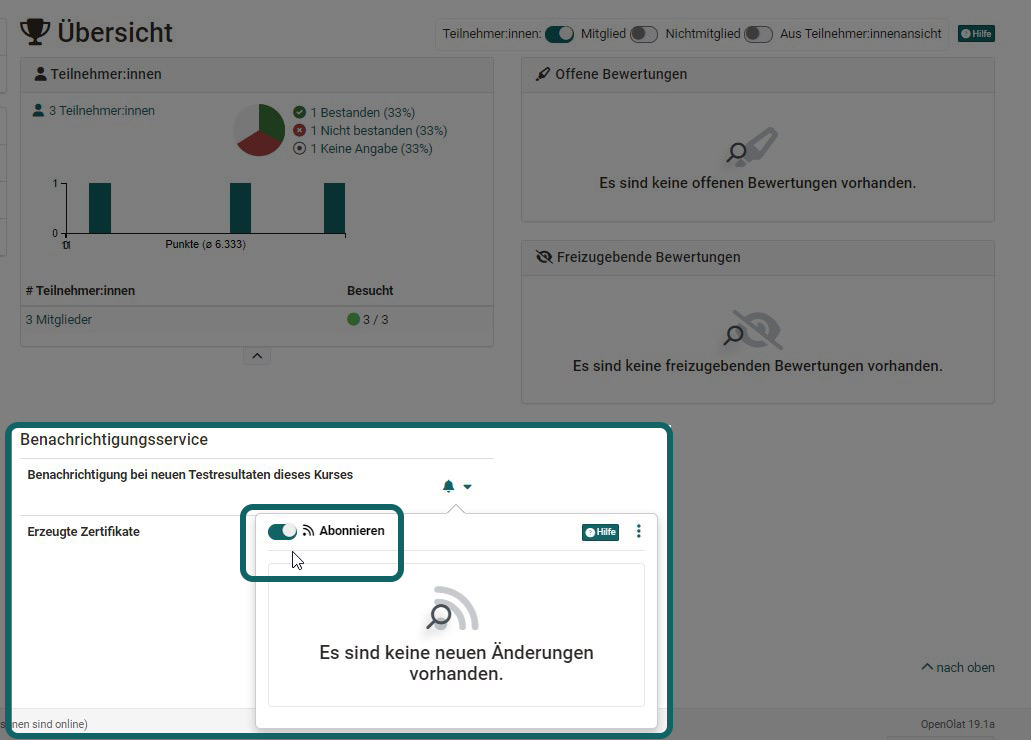 Übersicht
Teilnehmer:innen: Mitglied Nichtmitglied Aus Teilnehmer:innenansicht Hilfe
Teilnehmer:innen
3 Teilnehmer:innen
1 Bestanden (33%)
1 Nicht bestanden (33%)
1 Keine Angabe (33%)
1
0
Punkte (ø 6.333)
# Teilnehmer:innen Besucht
3 Mitglieder 3 / 3
Offene Bewertungen
Es sind keine offenen Bewertungen vorhanden.
Freizugebende Bewertungen
Es sind keine freizugebenden Bewertungen vorhanden.
Benachrichtigungsservice
Benachrichtigung bei neuen Testresultaten dieses Kurses
Erzeugte Zertifikate
Abonnieren Hilfe
Es sind keine neuen Änderungen
vorhanden.
nach oben
sind online)
OpenOlat 19.1a